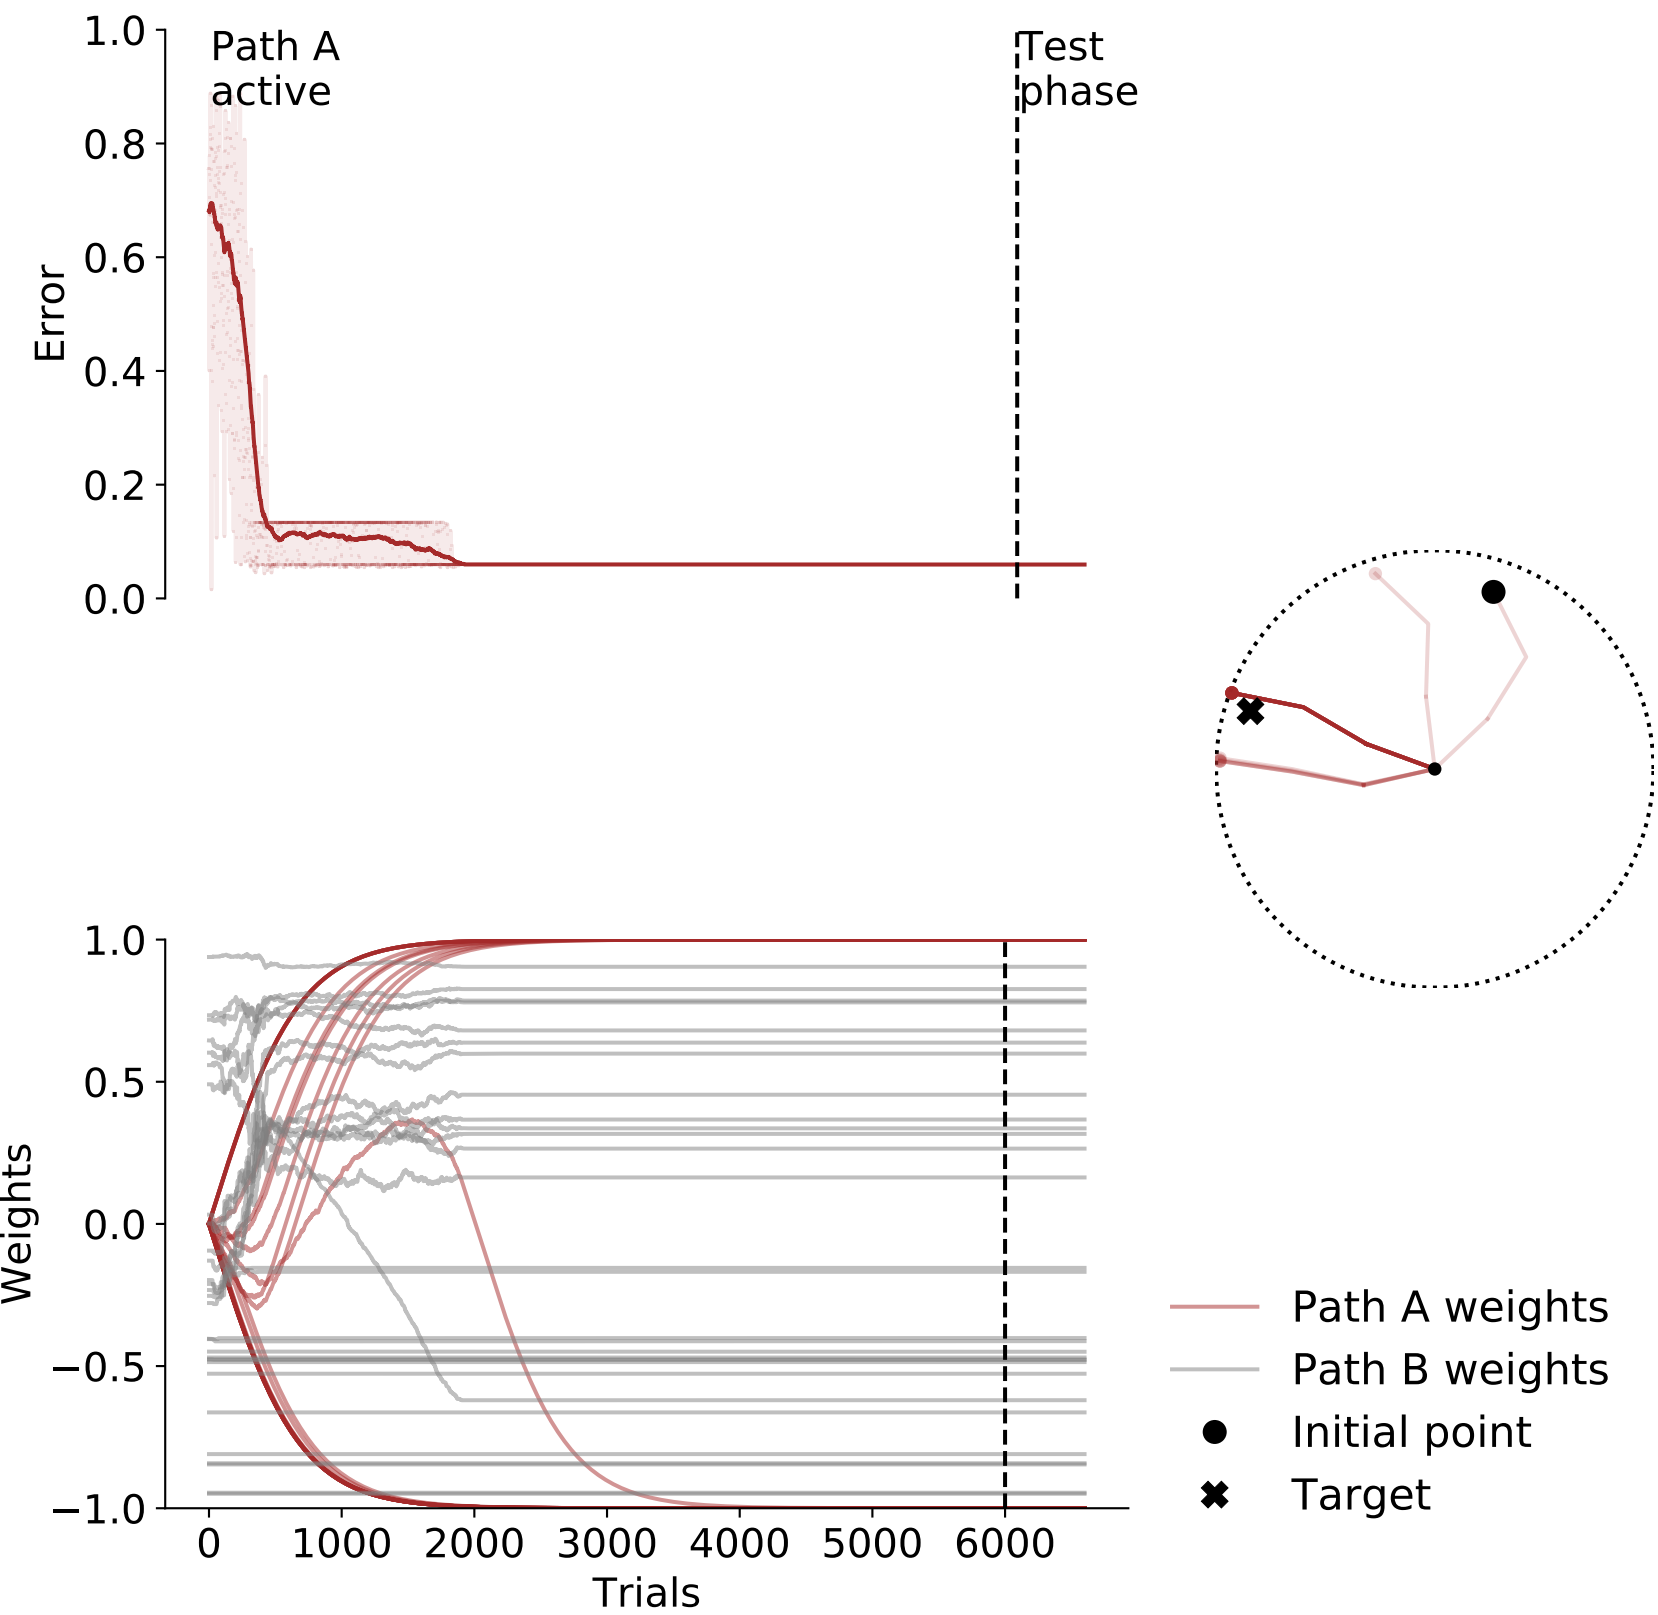 1.0
Path A
active
Test
phase
0.8
0.6
0.4
0.2
0.0
Error
1.0
0.5
0.0
−0.5
−1.0
Weights
0
1000
2000
3000
4000
5000
6000
Trials
Path A weights
Path B weights
Initial point
Target